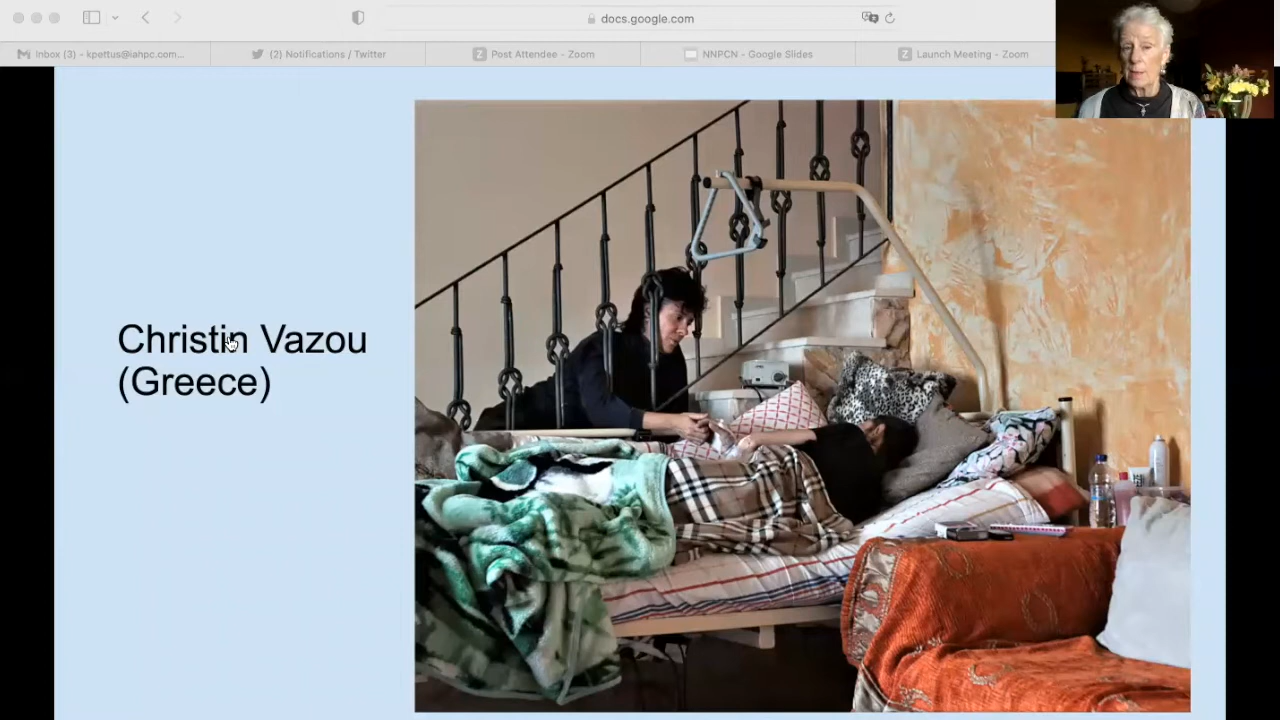 docs.google.com
Inbox (3) - kpettus@iahpc.com...
(2) Notifications / Twitter
Post Attendee - Zoom
NNPCN - Google Slides
Launch Meeting - Zoom
Christin Vazou
(Greece)